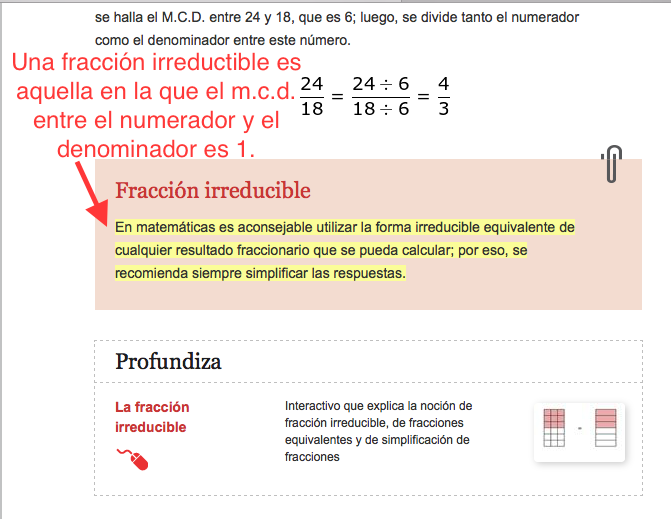 se halla el M.C.D. entre 24 y 18, que es 6; luego, se divide tanto el numerador
como el denominador entre este número.
Una fracción irreductible es
aquella en la que el m.c.d.
entre el numerador y el
denominador es 1.
24/18 = 24 ÷ 6/18 ÷ 6 = 4/3
Fracción irreducible
En matemáticas es aconsejable utilizar la forma irreducible equivalente de
cualquier resultado fraccionario que se pueda calcular; por eso, se
recomienda siempre simplificar las respuestas.
Profundiza
La fracción
irreducible
Interactivo que explica la noción de
fracción irreducible, de fracciones
equivalentes y de simplificación de
fracciones